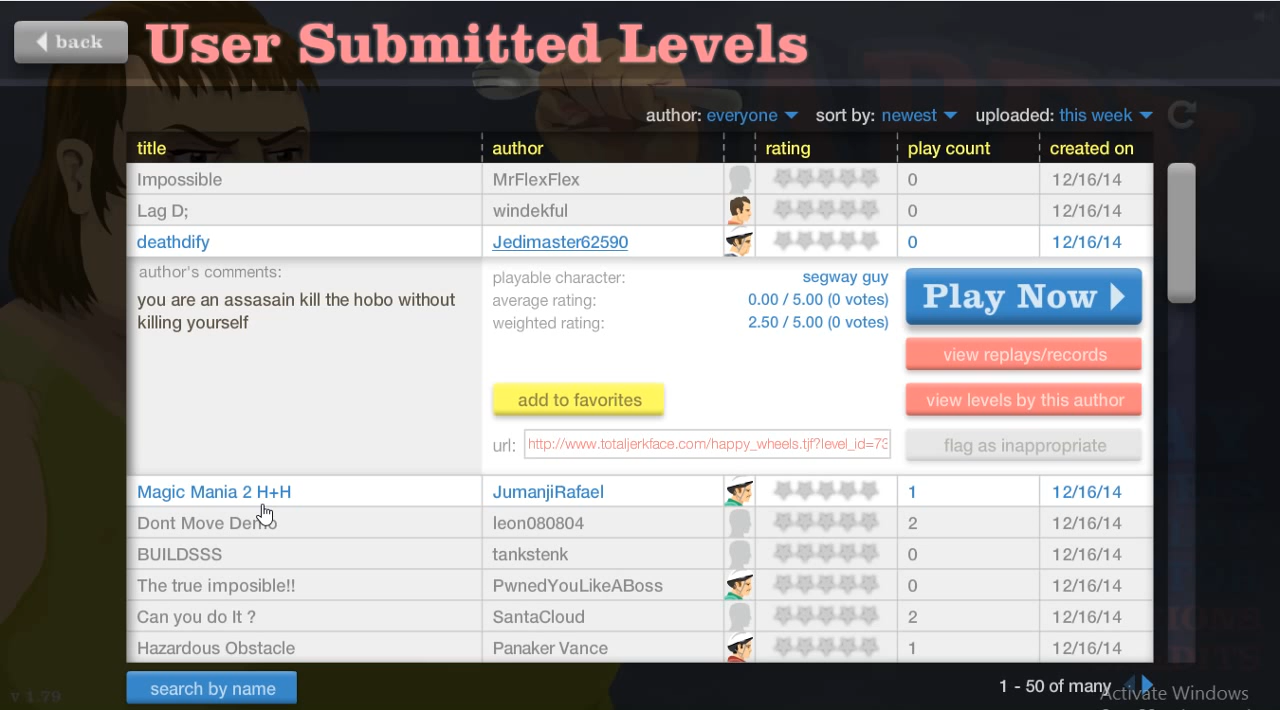 back
User Submitted Levels
author: everyone sort by: newest uploaded: this week
title author rating play count created on
Impossible MrFlexFlex 0 12/16/14
Lag D; windekful 0 12/16/14
deathdify Jedimaster62590 0 12/16/14
author's comments:
you are an assasain kill the hobo without
killing yourself
playable character: segway guy
average rating: 0.00 / 5.00 (0 votes)
weighted rating: 2.50 / 5.00 (0 votes)
add to favorites
url: http://www.totaljerkface.com/happy_wheels.tjf?level_id=73
Play Now
view replays/records
view levels by this author
flag as inappropriate
Magic Mania 2 H+H JumanjiRafael 1 12/16/14
Dont Move Demo leon080804 2 12/16/14
BUILDSSS tankstenk 0 12/16/14
The true imposible!! PwnedYouLikeABoss 0 12/16/14
Can you do It ? SantaCloud 2 12/16/14
Hazardous Obstacle Panaker Vance 1 12/16/14
search by name
1 - 50 of many
Activate Windows
v 1.79